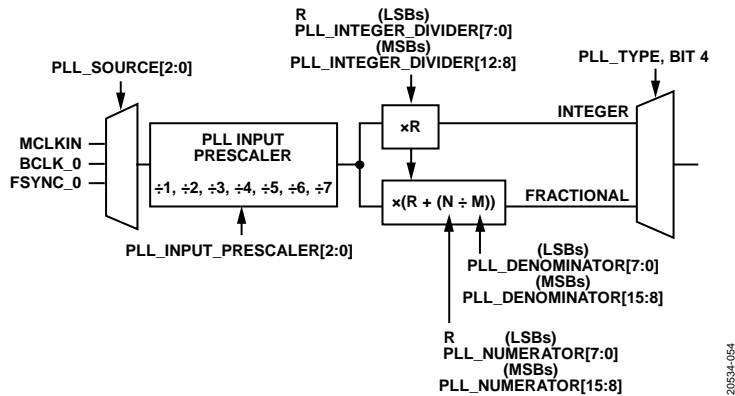 R (LSBs)
PLL_INTEGER_DIVIDER[7:0]
(MSBs)
PLL_INTEGER_DIVIDER[12:8]
PLL_SOURCE[2:0]
PLL_TYPE, BIT 4
MCLKIN
BCLK_0
FSYNC_0
PLL INPUT
PRESCALER
÷1, ÷2, ÷3, ÷4, ÷5, ÷6, ÷7
PLL_INPUT_PRESCALER[2:0]
×R
INTEGER
×(R + (N ÷ M))
FRACTIONAL
(LSBs)
PLL_DENOMINATOR[7:0]
(MSBs)
PLL_DENOMINATOR[15:8]
R (LSBs)
PLL_NUMERATOR[7:0]
(MSBs)
PLL_NUMERATOR[15:8]
20534-054